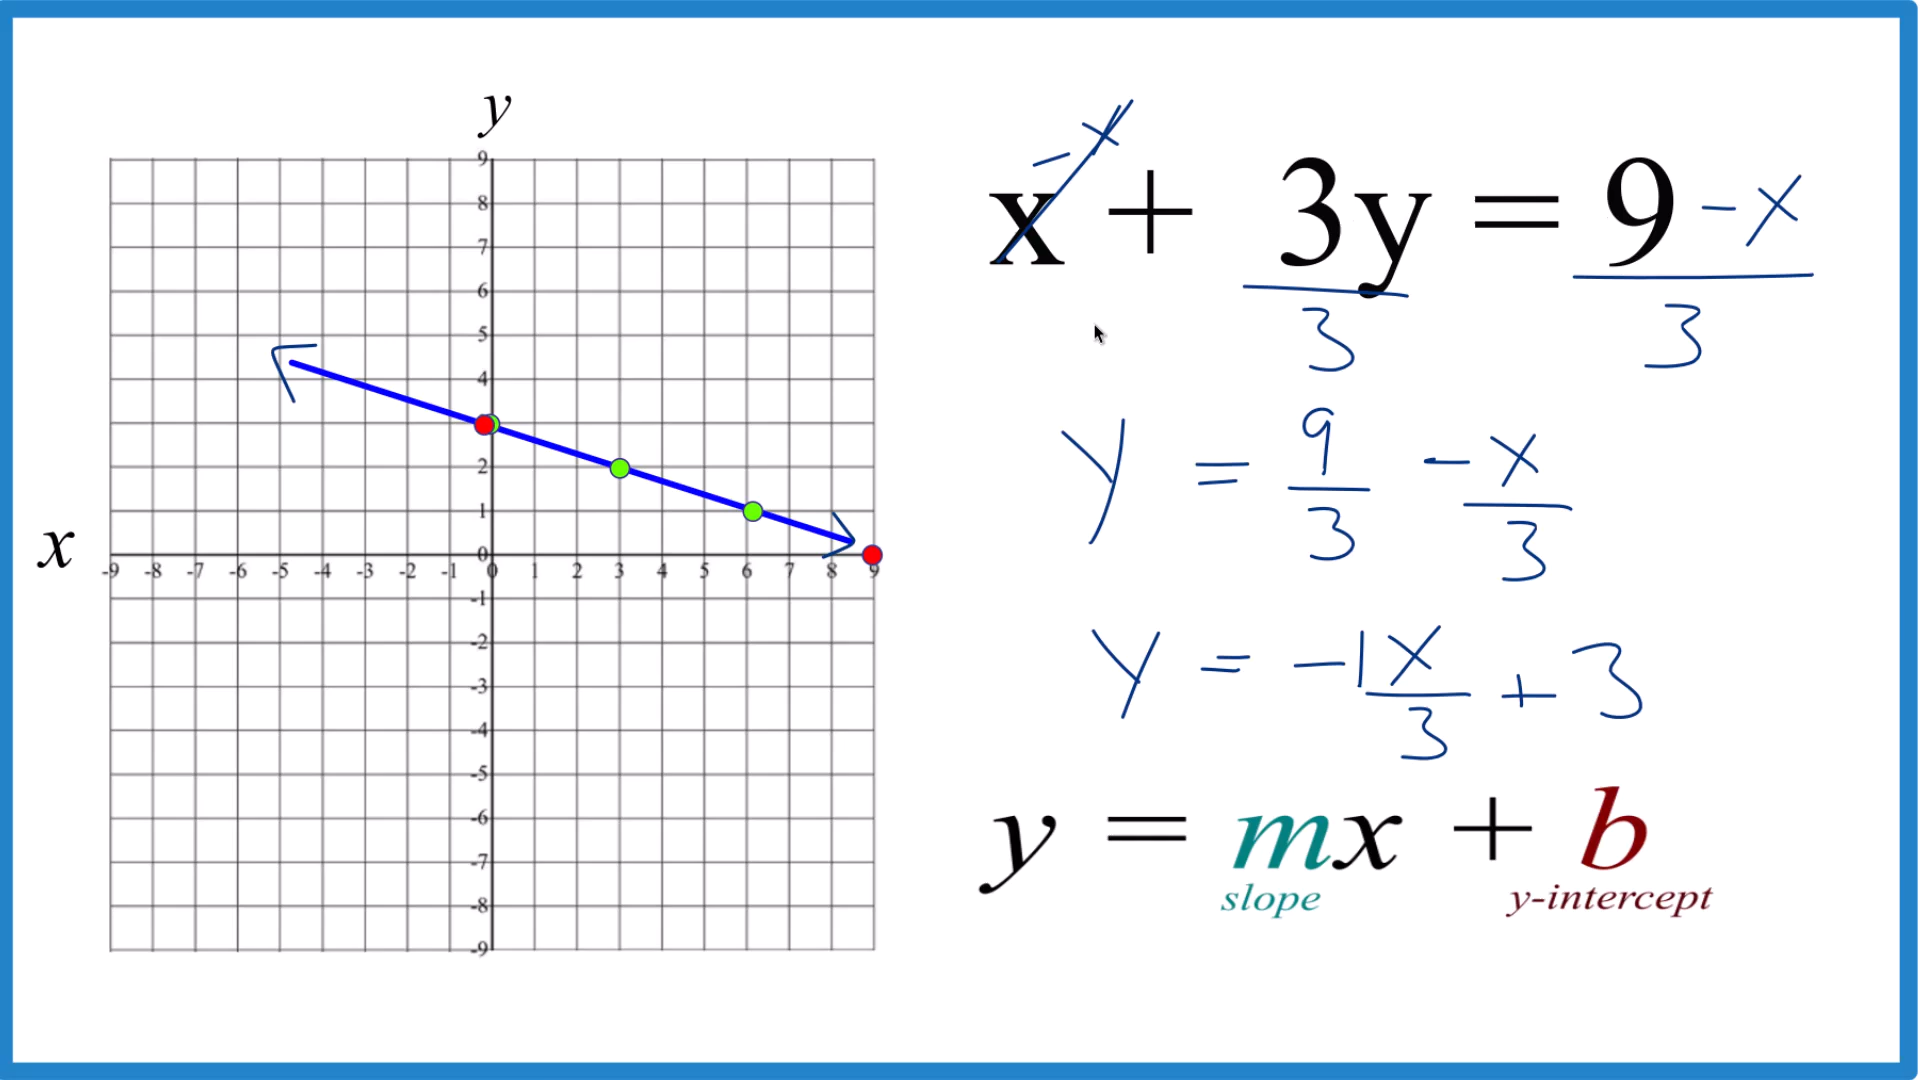 y
9
8
7
6
5
4
2
1
0
x
-9 -8 -7 -6 -5 -4 -3 -2 -1 0 1 2 3 4 5 6 7 8 9
-1
-2
-3
-4
-5
-6
-7
-8
-9
-x
x + 3y = 9 - x
3 3
y = 9/3 - x/3
y = -1x/3 + 3
y = mx + b
slope y-intercept